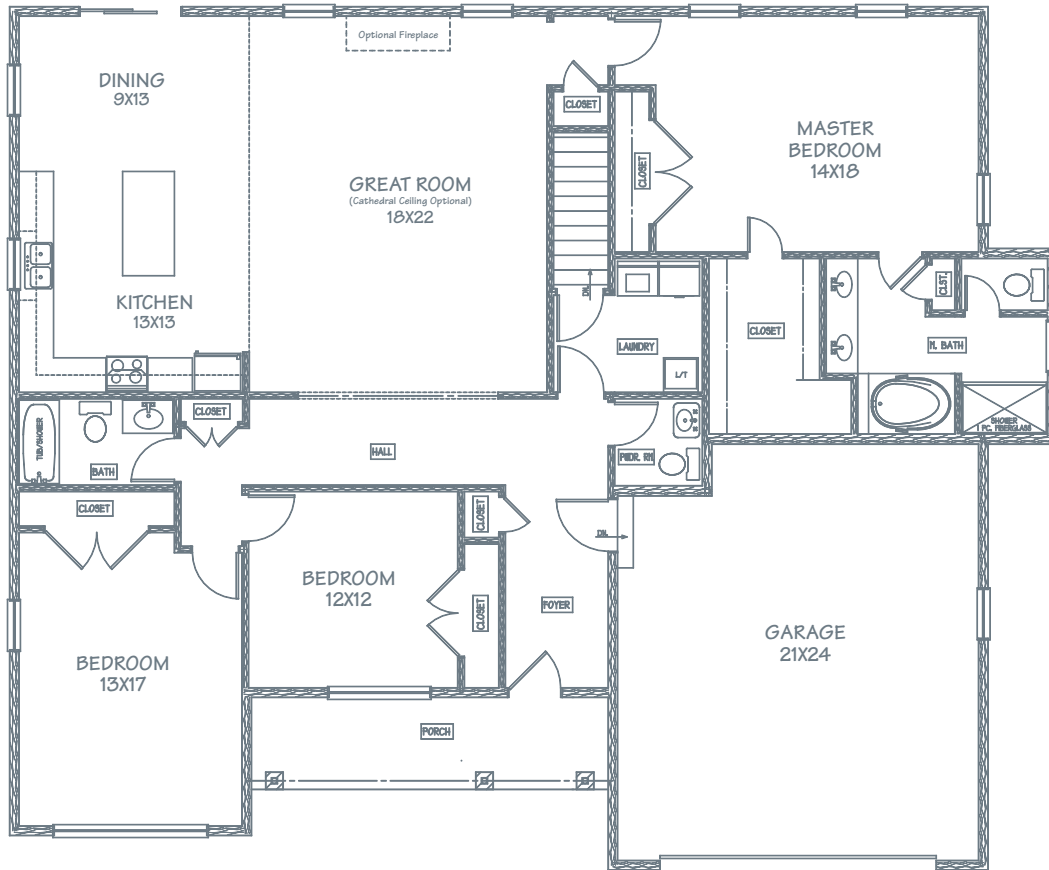 Optional Fireplace
DINING
9X13
CLOSET
MASTER
BEDROOM
14X18
CLOSET
GREAT ROOM
(Cathedral Ceiling Optional)
18X22
KITCHEN
13X13
DN.
CLST.
CLOSET
LAUNDRY
M. BATH
L/T
CLOSET
TUB/SHOWER
SHOWER
1 PC. FIBERGLASS
HALL
BATH
PWDR. RM
CLOSET
CLOSET
DN.
BEDROOM
12X12
CLOSET
FOYER
GARAGE
21X24
BEDROOM
13X17
PORCH